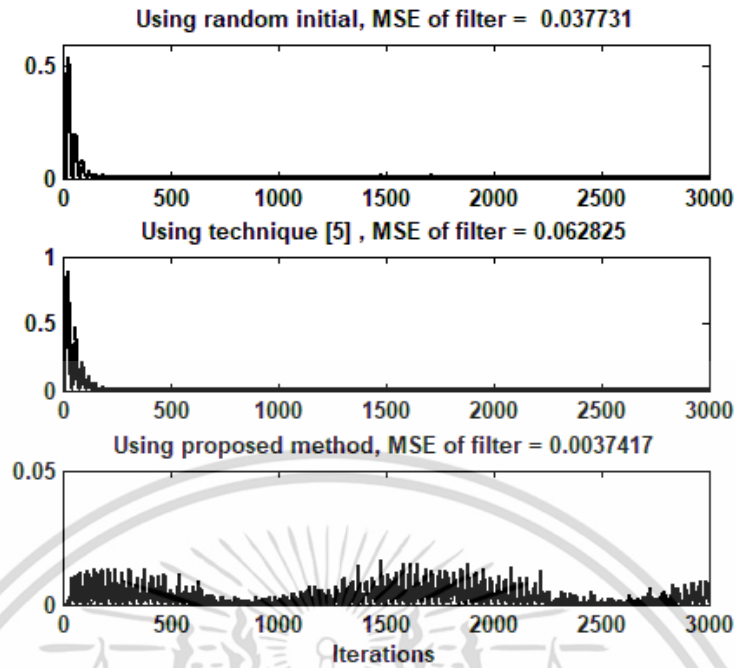 Using random initial, MSE of filter = 0.037731
0.5
0
0 500 1000 1500 2000 2500 3000
Using technique [5] , MSE of filter = 0.062825
1
0.5
0
0 500 1000 1500 2000 2500 3000
Using proposed method, MSE of filter = 0.0037417
0.05
0
0 500 1000 1500 2000 2500 3000
Iterations